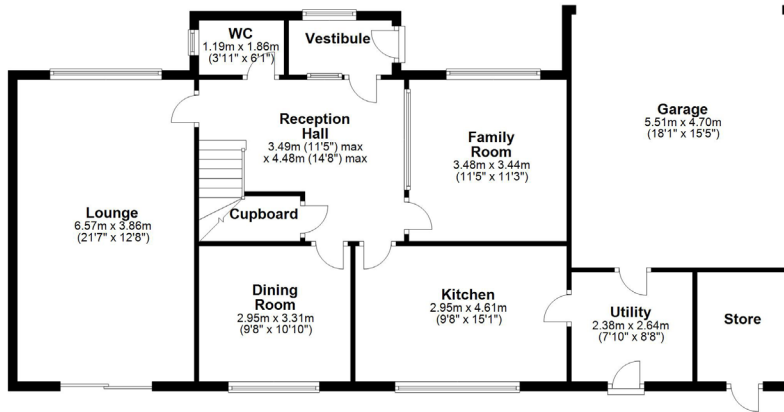 WC
1.19m x 1.86m
(3'11" x 6'1")
Vestibule
Reception
Hall
3.49m (11'5") max
x 4.48m (14'8") max
Family
Room
3.48m x 3.44m
(11'5" x 11'3")
Garage
5.51m x 4.70m
(18'1" x 15'5")
Lounge
6.57m x 3.86m
(21'7" x 12'8")
Cupboard
Dining
Room
2.95m x 3.31m
(9'8" x 10'10")
Kitchen
2.95m x 4.61m
(9'8" x 15'1")
Utility
2.38m x 2.64m
(7'10" x 8'8")
Store